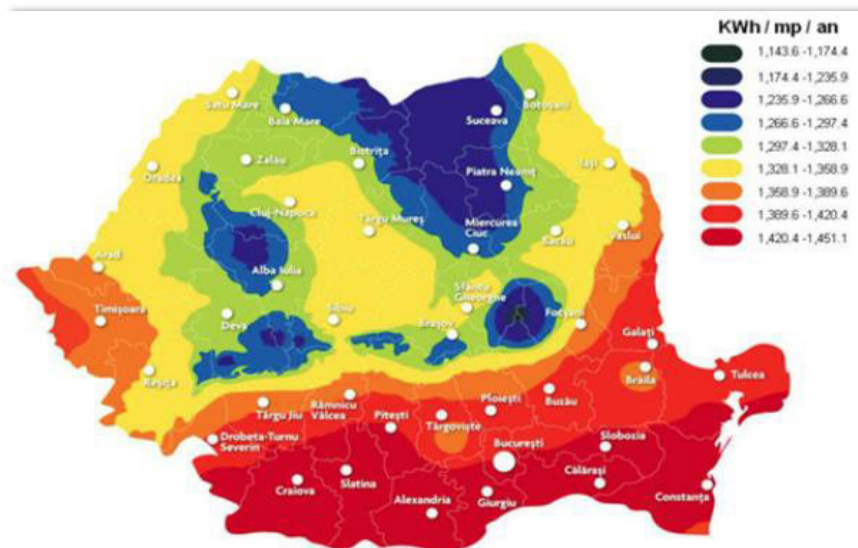 KWh / mp / an
1,143.6 -1,174.4
1,174.4 -1,235.9
1,235.9 -1,266.6
1,266.6 -1,297.4
1,297.4 -1,328.1
1,328.1 -1,358.9
1,358.9 -1,389.6
1,389.6 -1,420.4
1,420.4 -1,451.1
Satu Mare
Baia Mare
Botoșani
Suceava
Oradea
Zalău
Bistrița
Iași
Piatra Neamț
Cluj-Napoca
Târgu Mureș
Miercurea
Ciuc
Bacău
Vaslui
Arad
Alba Iulia
Sfântu
Gheorghe
Timișoara
Deva
Sibiu
Brașov
Focșani
Galați
Reșița
Brăila
Tulcea
Târgu Jiu
Râmnicu
Vâlcea
Pitești
Târgoviște
Ploiești
Buzău
Drobeta-Turnu
Severin
București
Slobozia
Craiova
Slatina
Alexandria
Giurgiu
Călărași
Constanța